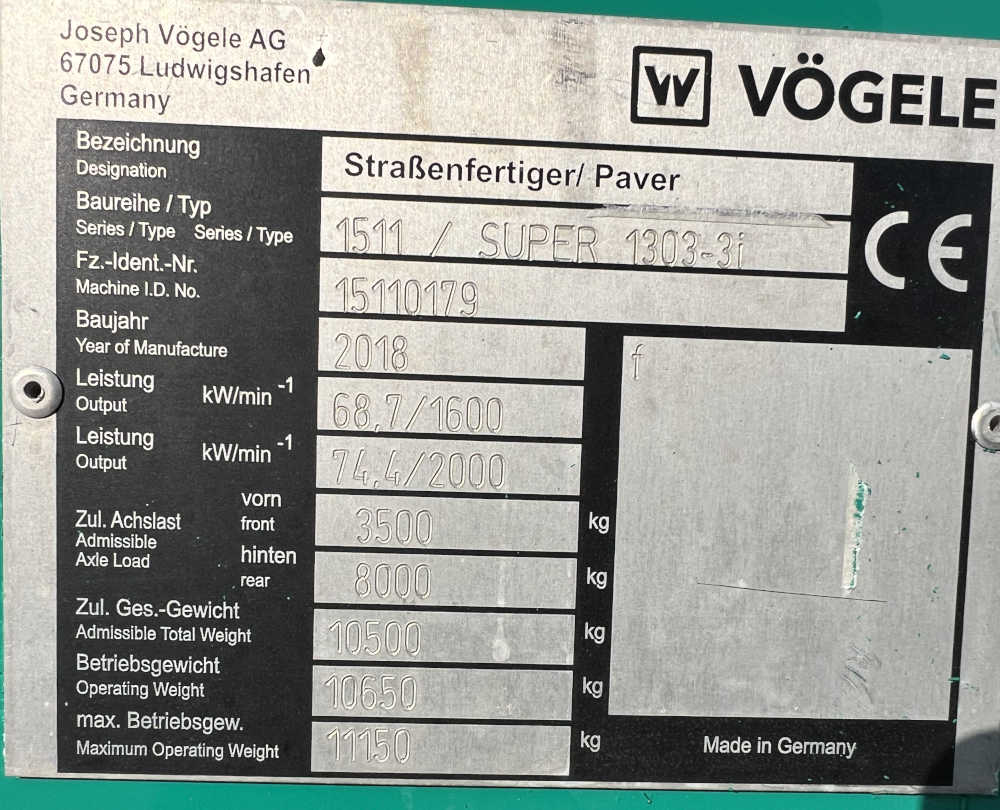 Joseph Vögele AG
67075 Ludwigshafen
Germany
VÖGELE
Bezeichnung
Designation
Straßenfertiger/ Paver
Baureihe / Typ
Series / Type Series / Type
1511 / SUPER 1303-3i
CE
Fz.-Ident.-Nr.
Machine I.D. No.
15110179
Baujahr
Year of Manufacture
2018
f
Leistung kW/min-1
Output
68,7/1600
Leistung kW/min-1
Output
74,4/2000
Zul. Achslast
Admissible
Axle Load
vorn
front
3500 kg
hinten
rear
8000 kg
Zul. Ges.-Gewicht
Admissible Total Weight
10500 kg
Betriebsgewicht
Operating Weight
10650 kg
max. Betriebsgew.
Maximum Operating Weight
11150 kg
Made in Germany